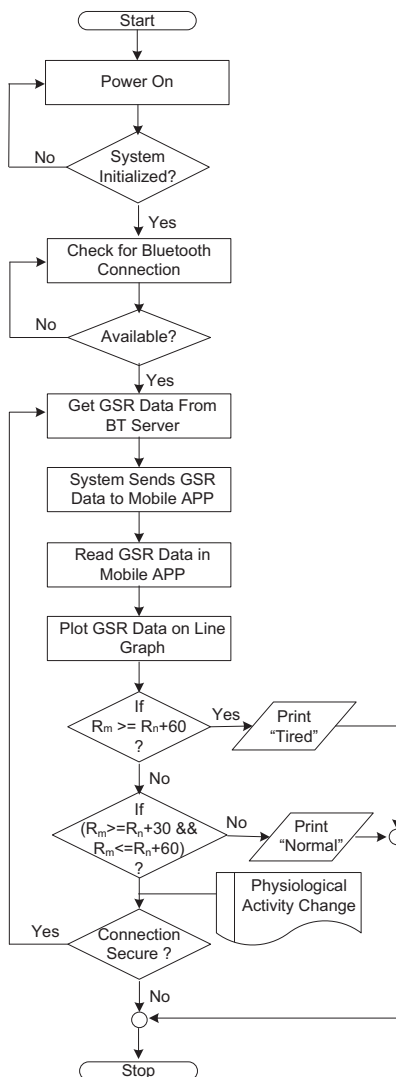 Start
Power On
No
System
Initialized?
Yes
Check for Bluetooth
Connection
No
Available?
Yes
Get GSR Data From
BT Server
System Sends GSR
Data to Mobile APP
Read GSR Data in
Mobile APP
Plot GSR Data on Line
Graph
If
Rm >= Rn+60
?
Yes
Print
“Tired”
No
If
(Rm>=Rn+30 &&
Rm<=Rn+60)
?
No
Print
“Normal”
Physiological
Activity Change
Yes
Connection
Secure ?
No
Stop